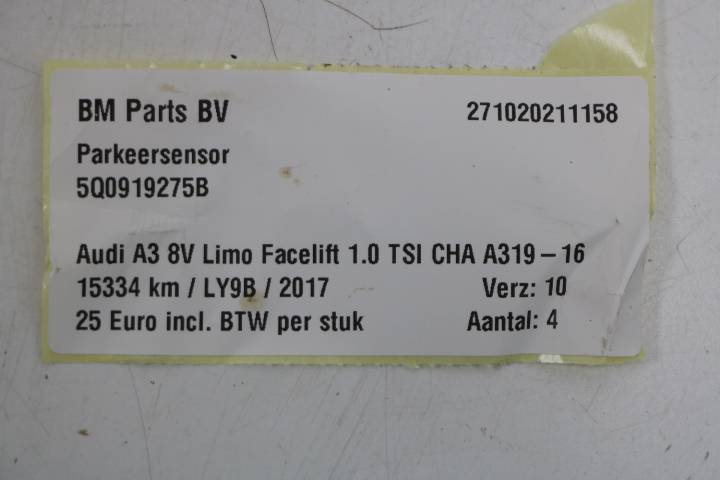 BM Parts BV 271020211158
Parkeersensor
5Q0919275B
Audi A3 8V Limo Facelift 1.0 TSI CHA A319 – 16
15334 km / LY9B / 2017 Verz: 10
25 Euro incl. BTW per stuk Aantal: 4